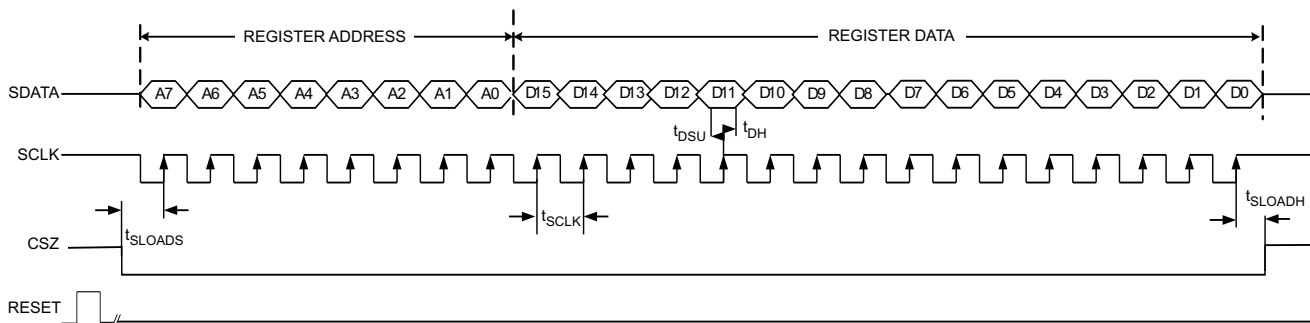 REGISTER ADDRESS REGISTER DATA
SDATA A7 A6 A5 A4 A3 A2 A1 A0 D15 D14 D13 D12 D11 D10 D9 D8 D7 D6 D5 D4 D3 D2 D1 D0
tDSU tDH
SCLK
tSLOADS tSCLK tSLOADH
CSZ
RESET
//